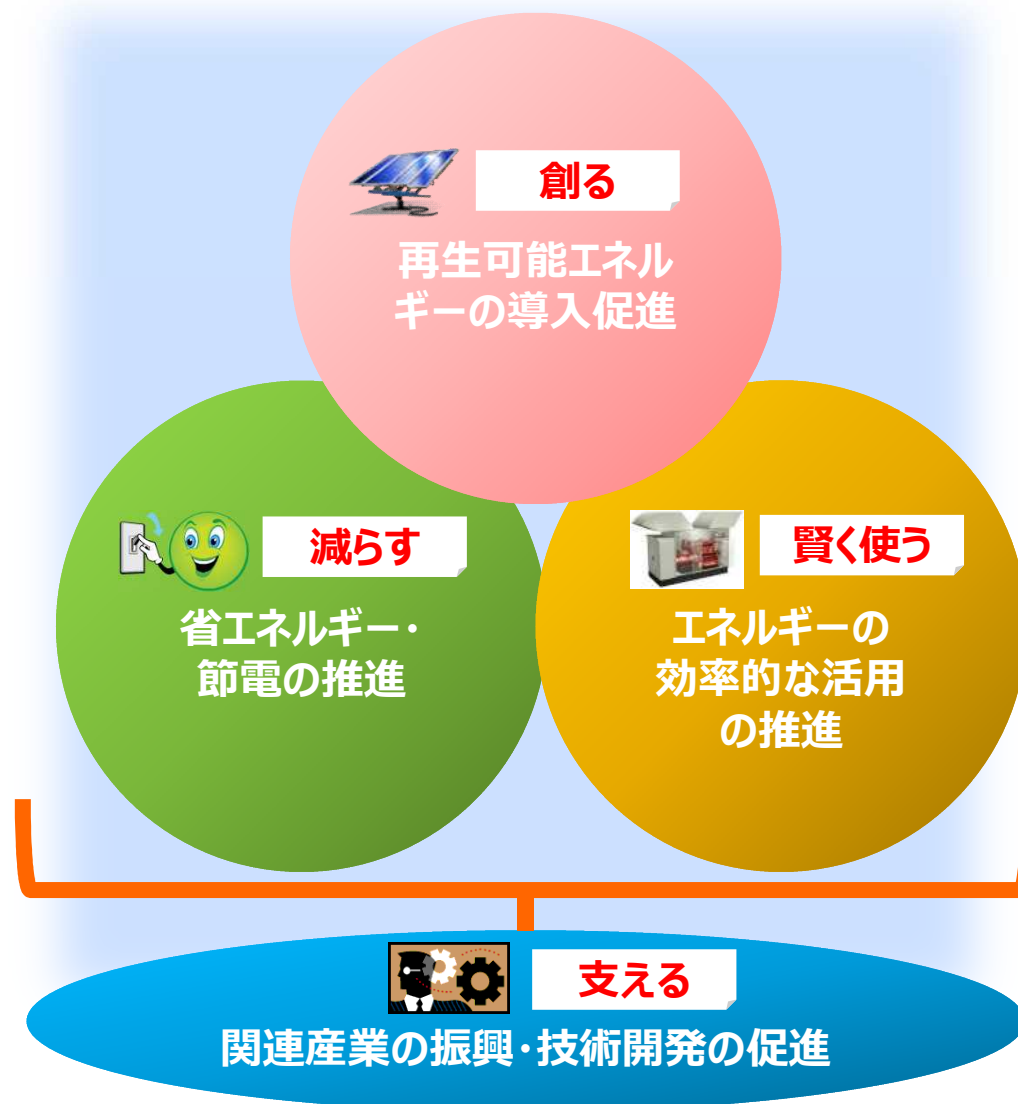 創る
再生可能エネル
ギーの導入促進
減らす
省エネルギー・
節電の推進
賢く使う
エネルギーの
効率的な活用
の推進
支える
関連産業の振興・技術開発の促進